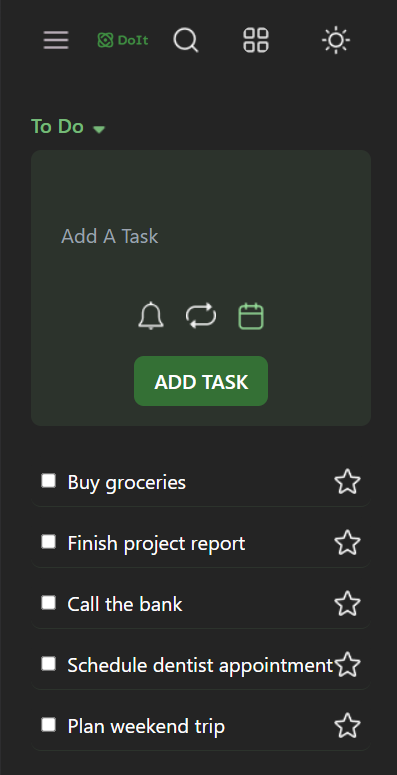 DoIt
To Do
Add A Task
ADD TASK
Buy groceries
Finish project report
Call the bank
Schedule dentist appointment
Plan weekend trip